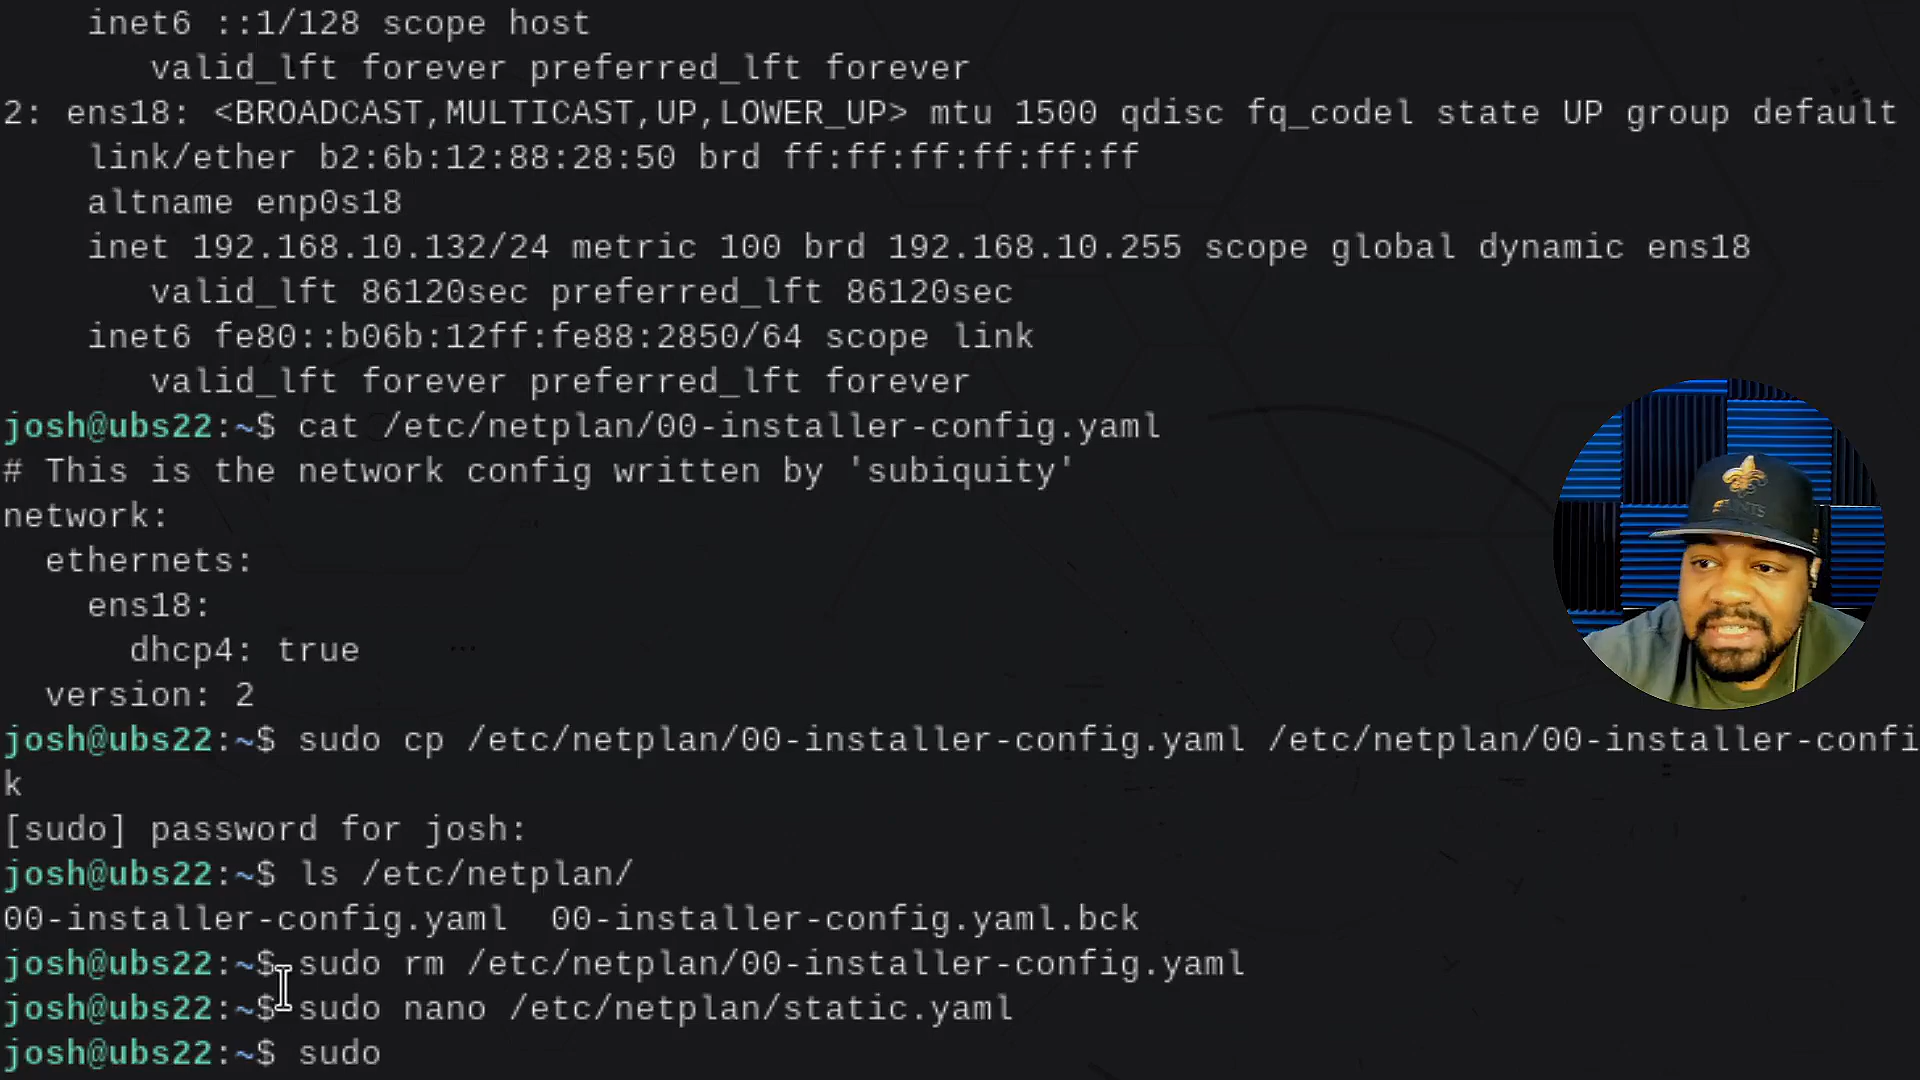 inet6 ::1/128 scope host
valid_lft forever preferred_lft forever
2: ens18: <BROADCAST,MULTICAST,UP,LOWER_UP> mtu 1500 qdisc fq_codel state UP group default
link/ether b2:6b:12:88:28:50 brd ff:ff:ff:ff:ff:ff
altname enp0s18
inet 192.168.10.132/24 metric 100 brd 192.168.10.255 scope global dynamic ens18
valid_lft 86120sec preferred_lft 86120sec
inet6 fe80::b06b:12ff:fe88:2850/64 scope link
valid_lft forever preferred_lft forever
josh@ubs22:~$ cat /etc/netplan/00-installer-config.yaml
# This is the network config written by 'subiquity'
network:
ethernets:
ens18:
dhcp4: true
version: 2
josh@ubs22:~$ sudo cp /etc/netplan/00-installer-config.yaml /etc/netplan/00-installer-confi
k
[sudo] password for josh:
josh@ubs22:~$ ls /etc/netplan/
00-installer-config.yaml 00-installer-config.yaml.bck
josh@ubs22:~$ sudo rm /etc/netplan/00-installer-config.yaml
josh@ubs22:~$ sudo nano /etc/netplan/static.yaml
josh@ubs22:~$ sudo